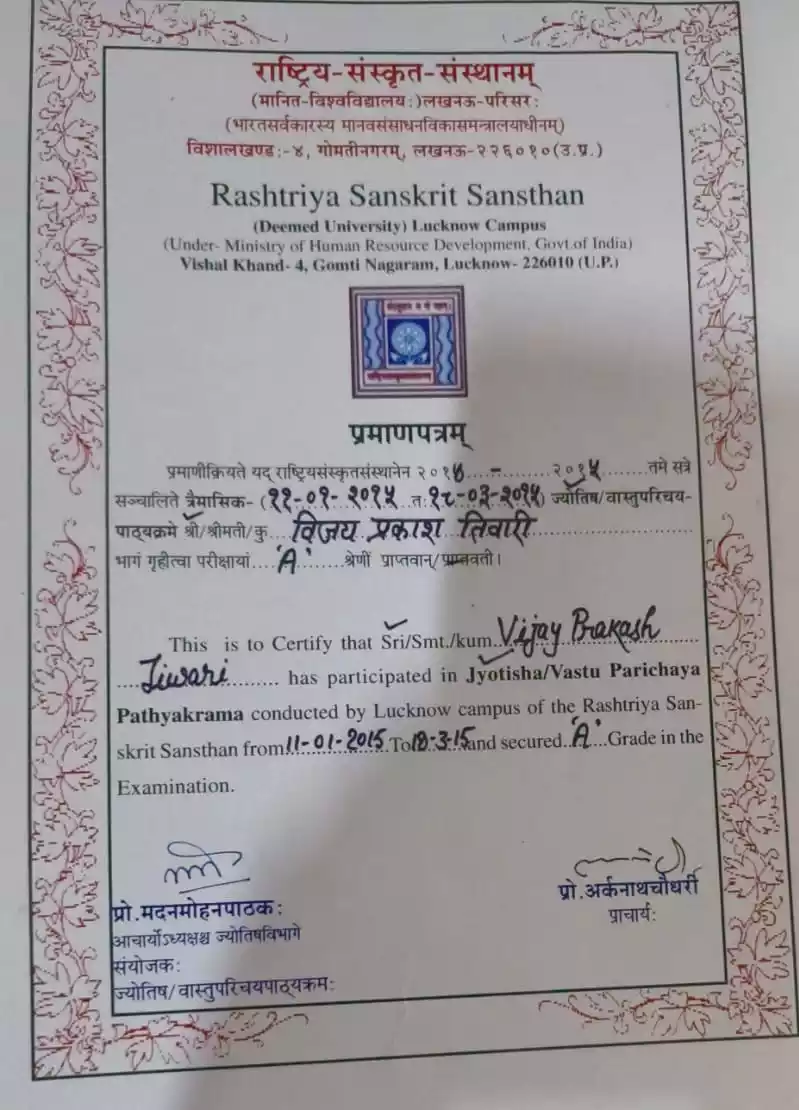 राष्ट्रिय-संस्कृत-संस्थानम्
(मानित-विश्वविद्यालयः)लखनऊ-परिसरः
(भारतसर्वकारस्य मानवसंसाधनविकासमन्त्रालयाधीनम्)
विशालखण्डः-४, गोमतीनगरम्, लखनऊ-२२६०१०(उ.प्र.)
Rashtriya Sanskrit Sansthan
(Deemed University) Lucknow Campus
(Under- Ministry of Human Resource Development, Govt.of India)
Vishal Khand- 4, Gomti Nagaram, Lucknow- 226010 (U.P.)
प्रमाणपत्रम्
प्रमाणीक्रियते यद् राष्ट्रियसंस्कृतसंस्थानेन २०१४....-........२०१५........तमे सत्रे
सञ्चालिते त्रैमासिक- (११-०१-२०१५ तः१८-०३-२०१५) ज्योतिष/वास्तुपरिचय-
पाठ्यक्रमे श्री/श्रीमती/कु...विजय प्रकाश तिवारी..................
भागं गृहीत्वा परीक्षायां....'A'......श्रेणीं प्राप्तवान्/प्राप्तवती।
This is to Certify that Sri/Smt./kum..Vijay Prakash......
....Tiwari......... has participated in Jyotisha/Vastu Parichaya
Pathyakrama conducted by Lucknow campus of the Rashtriya San-
skrit Sansthan from 11-01-2015 To 18-3-15 and secured..'A'...Grade in the
Examination.
प्रो.मदनमोहनपाठकः
आचार्योऽध्यक्षश्च ज्योतिषविभागे
संयोजकः
ज्योतिष/वास्तुपरिचयपाठ्यक्रमः
प्रो.अर्कनाथचौधरी
प्राचार्यः